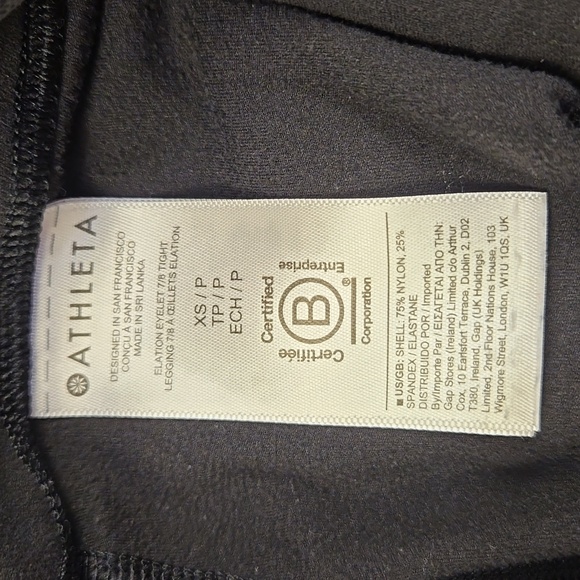 ATHLETA
DESIGNED IN SAN FRANCISCO
CONÇU À SAN FRANCISCO
MADE IN SRI LANKA
ELATION EYELET 7/8 TIGHT
LEGGING 7/8 À ŒILLETS ELATION
XS / P
TP / P
ECH / P
Certified
Certifiée
B
®
Entreprise
Corporation
■ US/GB: SHELL: 75% NYLON, 25%
SPANDEX / ELASTANE
DISTRIBUIDO POR / Imported
By/Importe Par / ΕΙΣΑΓΕΤΑΙ ΑΠΟ ΤΗΝ:
Gap Stores (Ireland) Limited c/o Arthur
Cox, 10 Earlsfort Terrace, Dublin 2, D02
T380, Ireland, Gap (UK Holdings)
Limited, 2nd Floor Nations House, 103
Wigmore Street, London, W1U 1QS. UK